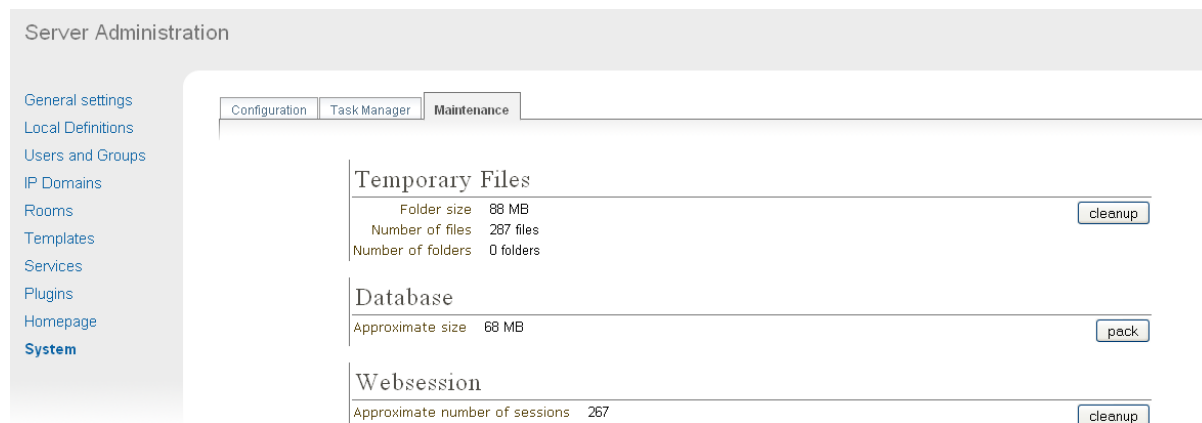 Server Administration
General settings
Local Definitions
Users and Groups
IP Domains
Rooms
Templates
Services
Plugins
Homepage
System
Configuration Task Manager Maintenance
Temporary Files
Folder size 88 MB cleanup
Number of files 287 files
Number of folders 0 folders
Database
Approximate size 68 MB pack
Websession
Approximate number of sessions 267 cleanup